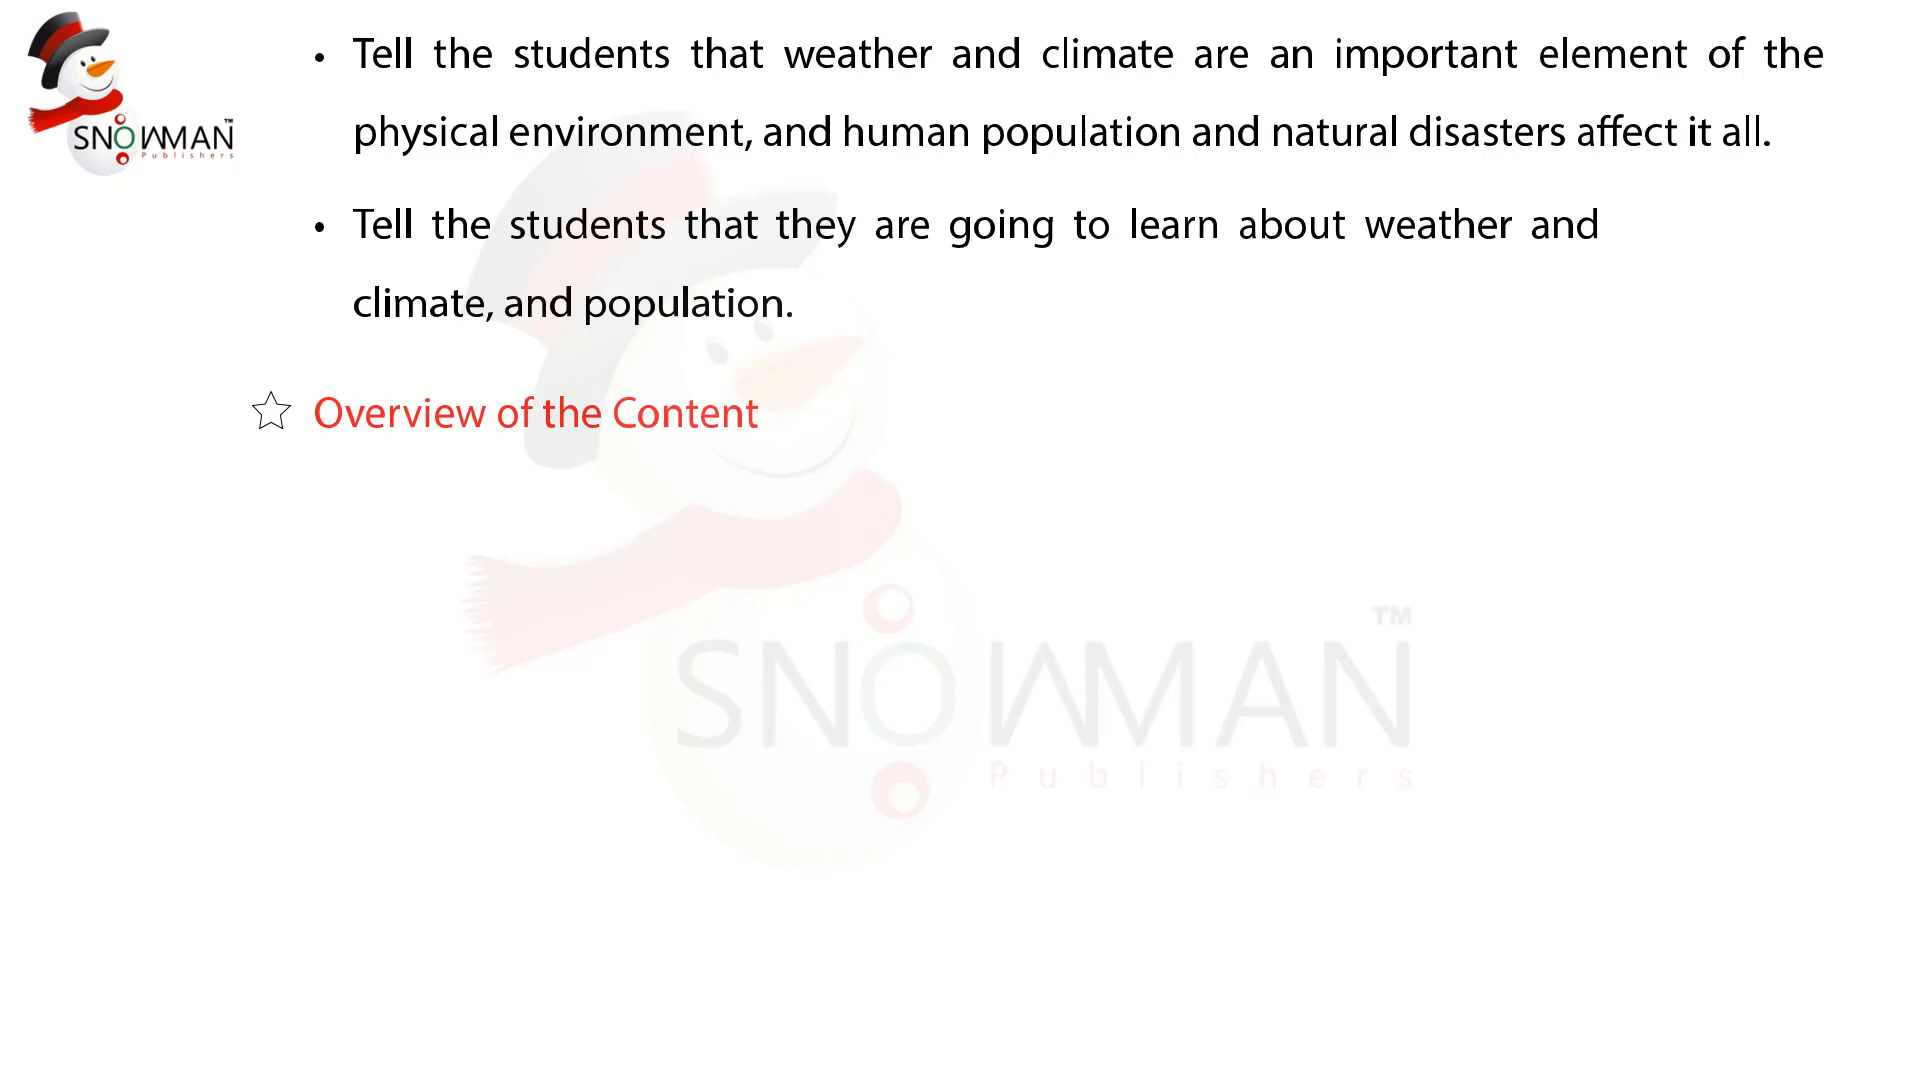 • Tell the students that weather and climate are an important element of the
physical environment, and human population and natural disasters affect it all.
• Tell the students that they are going to learn about weather and
climate, and population.
☆ Overview of the Content
SNOWMAN™
Publishers
SNOWMAN™
Publishers